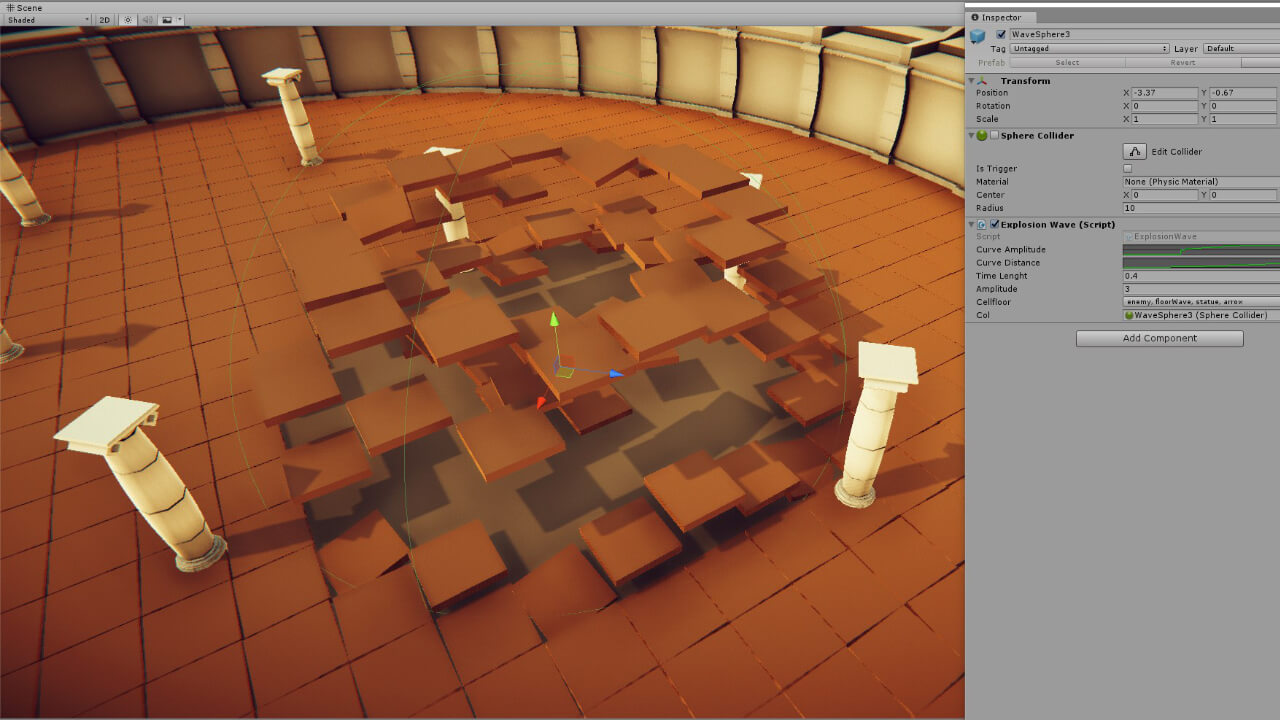 Scene
Shaded 2D
Inspector
WaveSphere3
Tag Untagged Layer Default
Prefab Select Revert
Transform
Position X -3.37 Y -0.67
Rotation X 0 Y 0
Scale X 1 Y 1
Sphere Collider
Edit Collider
Is Trigger
Material None (Physic Material)
Center X 0 Y 0
Radius 10
Explosion Wave (Script)
Script ExplosionWave
Curve Amplitude
Curve Distance
Time Lenght 0.4
Amplitude 3
Cellfloor enemy, floorWave, statue, arrow
Col WaveSphere3 (Sphere Collider)
Add Component